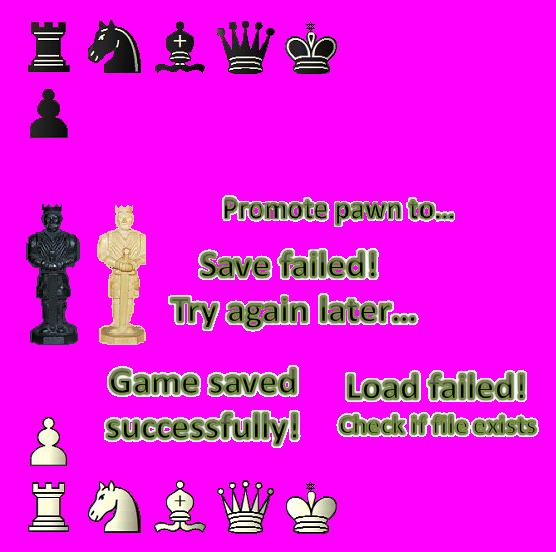 Promote pawn to...
Save failed!
Try again later...
Game saved
successfully!
Load failed!
Check if file exists